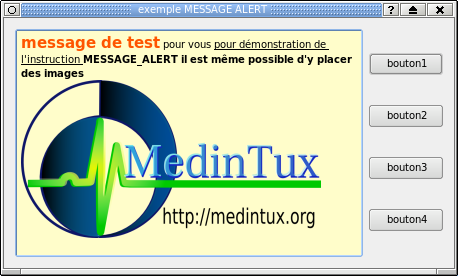 exemple MESSAGE ALERT
message de test pour vous pour démonstration de
l'instruction MESSAGE_ALERT il est même possible d'y placer
des images
MedinTux
http://medintux.org
bouton1
bouton2
bouton3
bouton4